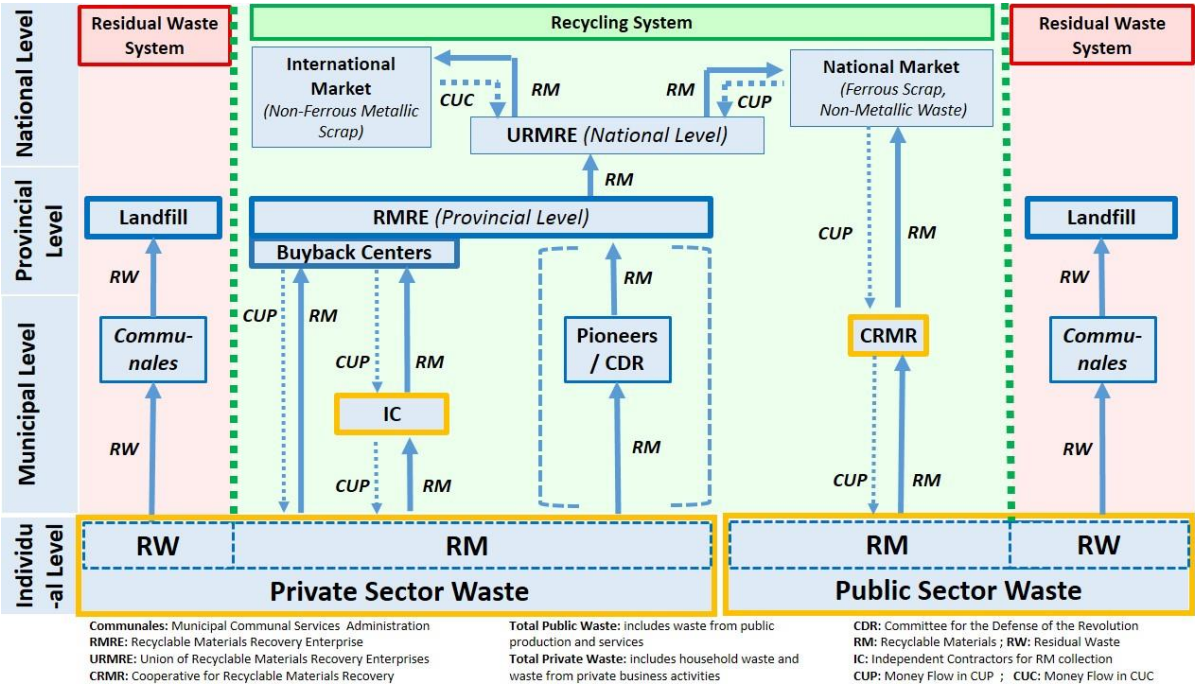 National Level
Provincial
Level
Municipal Level
Individu
-al Level
Residual Waste
System
Recycling System
Residual Waste
System
International
Market
(Non-Ferrous Metallic
Scrap)
CUC
RM
RM
CUP
National Market
(Ferrous Scrap,
Non-Metallic Waste)
URMRE (National Level)
RM
Landfill
RMRE (Provincial Level)
Landfill
Buyback Centers
RW
CUP
RM
CUP
RM
RM
CUP
RM
RW
Commu-
nales
Pioneers
/ CDR
CRMR
Commu-
nales
IC
RW
CUP
RM
RM
CUP
RM
RW
RW
RM
RM
RW
Private Sector Waste
Public Sector Waste
Communales: Municipal Communal Services Administration
RMRE: Recyclable Materials Recovery Enterprise
URMRE: Union of Recyclable Materials Recovery Enterprises
CRMR: Cooperative for Recyclable Materials Recovery
Total Public Waste: includes waste from public
production and services
Total Private Waste: includes household waste and
waste from private business activities
CDR: Committee for the Defense of the Revolution
RM: Recyclable Materials ; RW: Residual Waste
IC: Independent Contractors for RM collection
CUP: Money Flow in CUP ; CUC: Money Flow in CUC